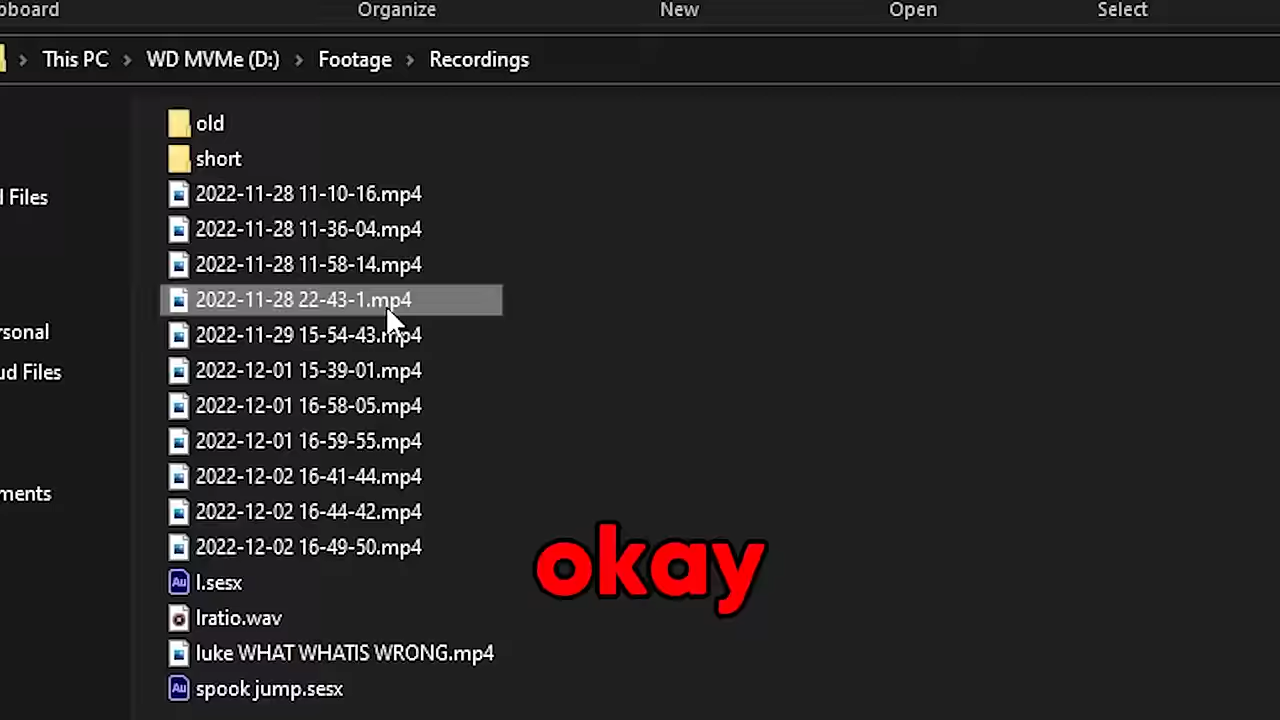 pboard Organize New Open Select
This PC > WD MVMe (D:) > Footage > Recordings
old
short
2022-11-28 11-10-16.mp4
l Files
2022-11-28 11-36-04.mp4
2022-11-28 11-58-14.mp4
2022-11-28 22-43-1.mp4
rsonal
2022-11-29 15-54-43.mp4
ud Files
2022-12-01 15-39-01.mp4
2022-12-01 16-58-05.mp4
2022-12-01 16-59-55.mp4
2022-12-02 16-41-44.mp4
ments
2022-12-02 16-44-42.mp4
2022-12-02 16-49-50.mp4
okay
Au l.sesx
lratio.wav
luke WHAT WHATIS WRONG.mp4
Au spook jump.sesx